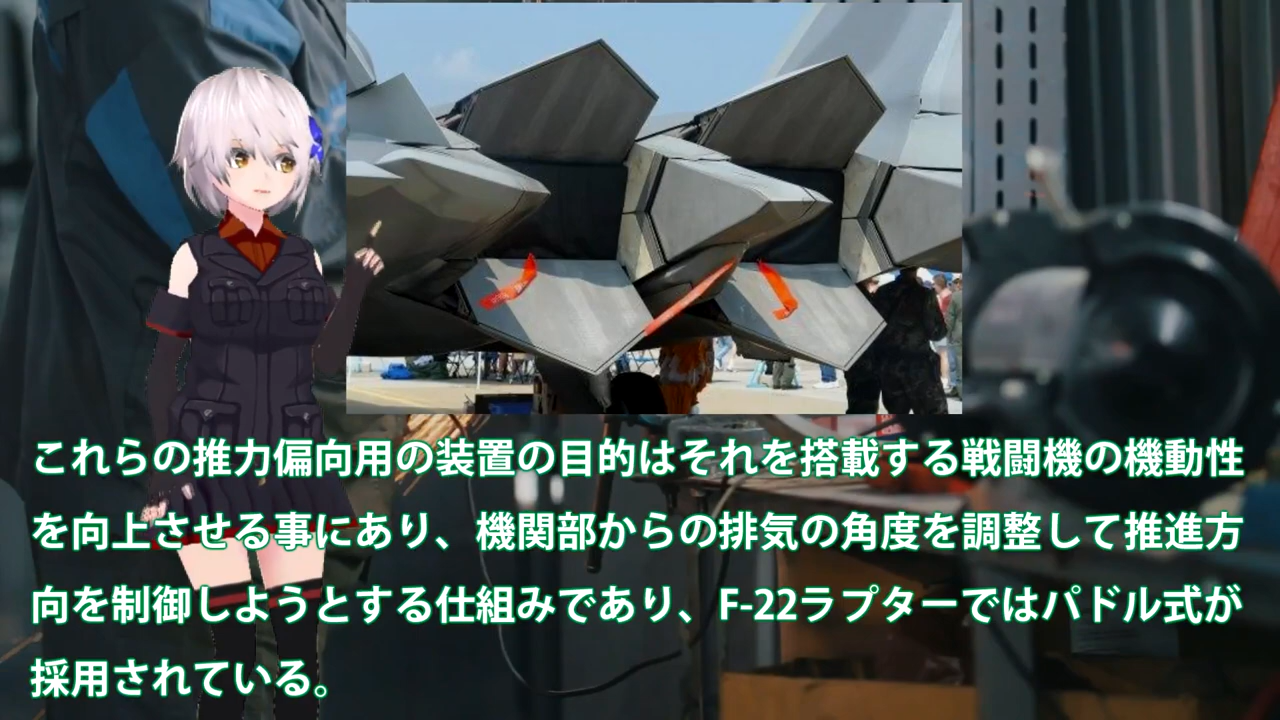 これらの推力偏向用の装置の目的はそれを搭載する戦闘機の機動性
を向上させる事にあり、機関部からの排気の角度を調整して推進方
向を制御しようとする仕組みであり、F-22ラプターではパドル式が
採用されている。